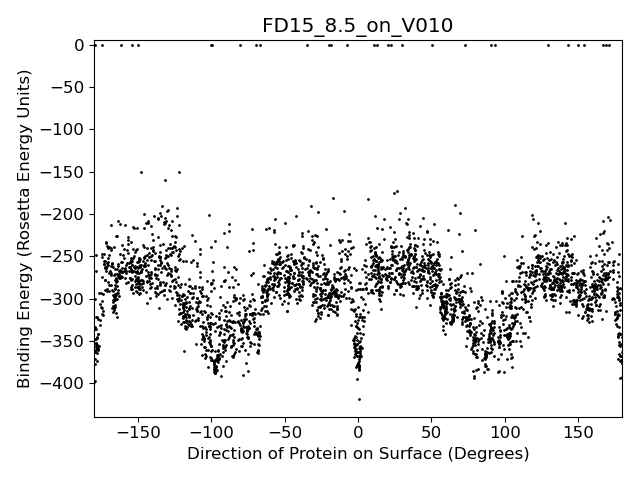 FD15_8.5_on_V010
Binding Energy (Rosetta Energy Units)
0
−50
−100
−150
−200
−250
−300
−350
−400
−150 −100 −50 0 50 100 150
Direction of Protein on Surface (Degrees)